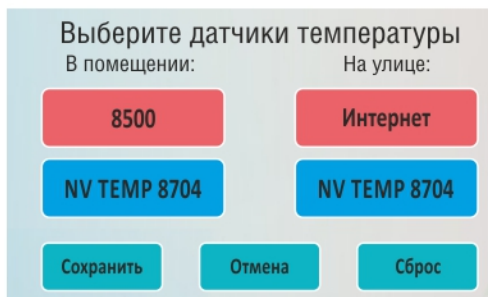 Выберите датчики температуры
В помещении: На улице:
8500 Интернет
NV TEMP 8704 NV TEMP 8704
Сохранить Отмена Сброс